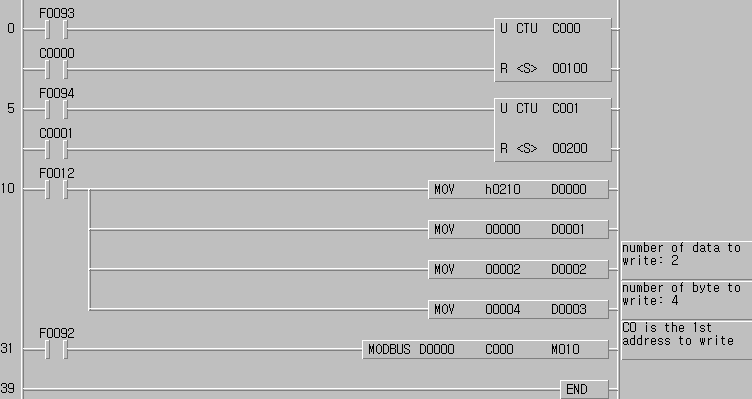 F0093
0 U CTU C000
C0000
R <S> 00100
F0094
5 U CTU C001
C0001
R <S> 00200
F0012
10 MOV h0210 D0000
MOV 00000 D0001
number of data to
write: 2
MOV 00002 D0002
number of byte to
write: 4
MOV 00004 D0003
CO is the 1st
address to write
F0092
31 MODBUS D0000 C000 M010
39 END